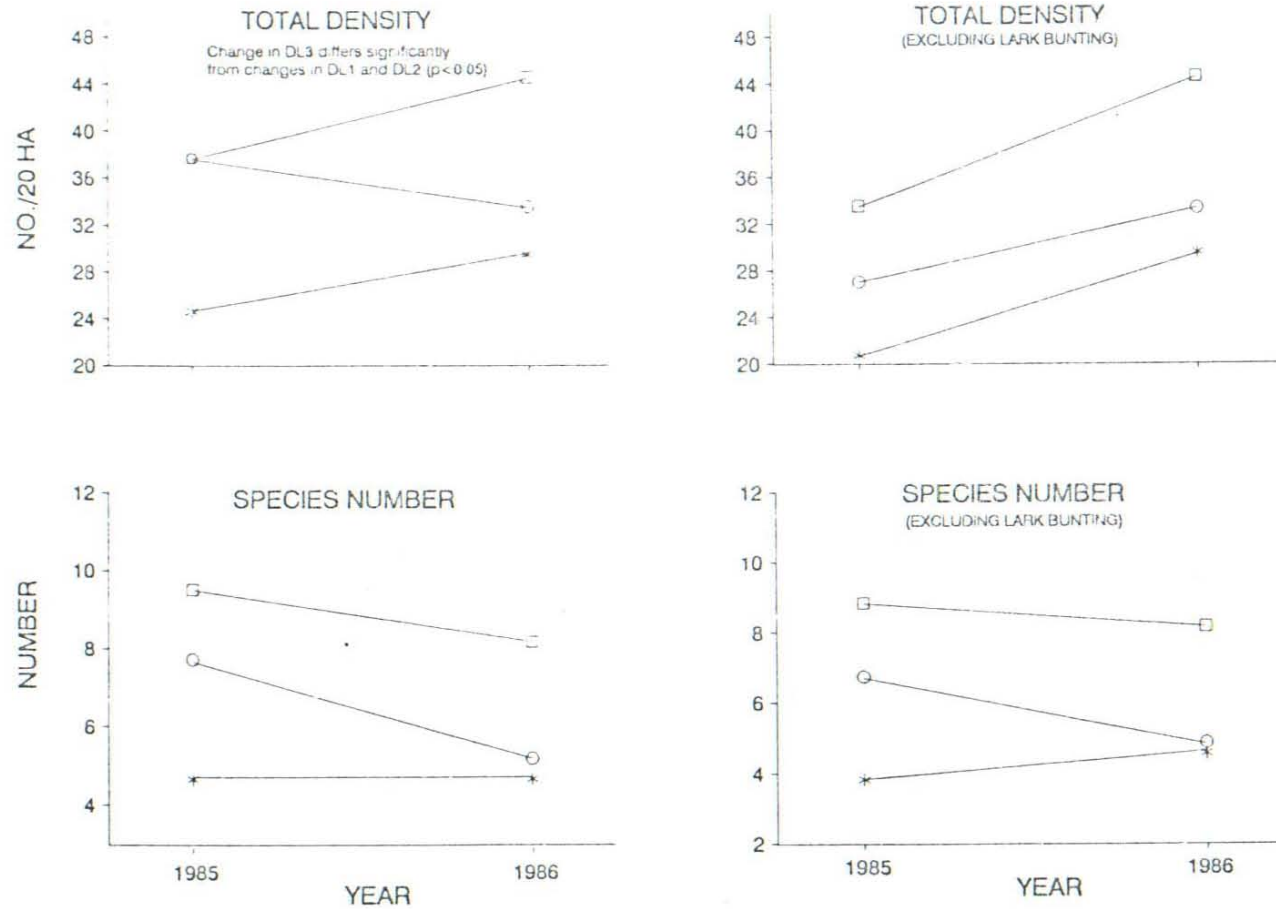 TOTAL DENSITY
Change in DL3 differs significantly
from changes in DL1 and DL2 (p<0.05)
NO./20 HA
48
44
40
36
32
28
24
20
TOTAL DENSITY
(EXCLUDING LARK BUNTING)
48
44
40
36
32
28
24
20
SPECIES NUMBER
NUMBER
12
10
8
6
4
1985
1986
YEAR
SPECIES NUMBER
(EXCLUDING LARK BUNTING)
12
10
8
6
4
2
1985
1986
YEAR